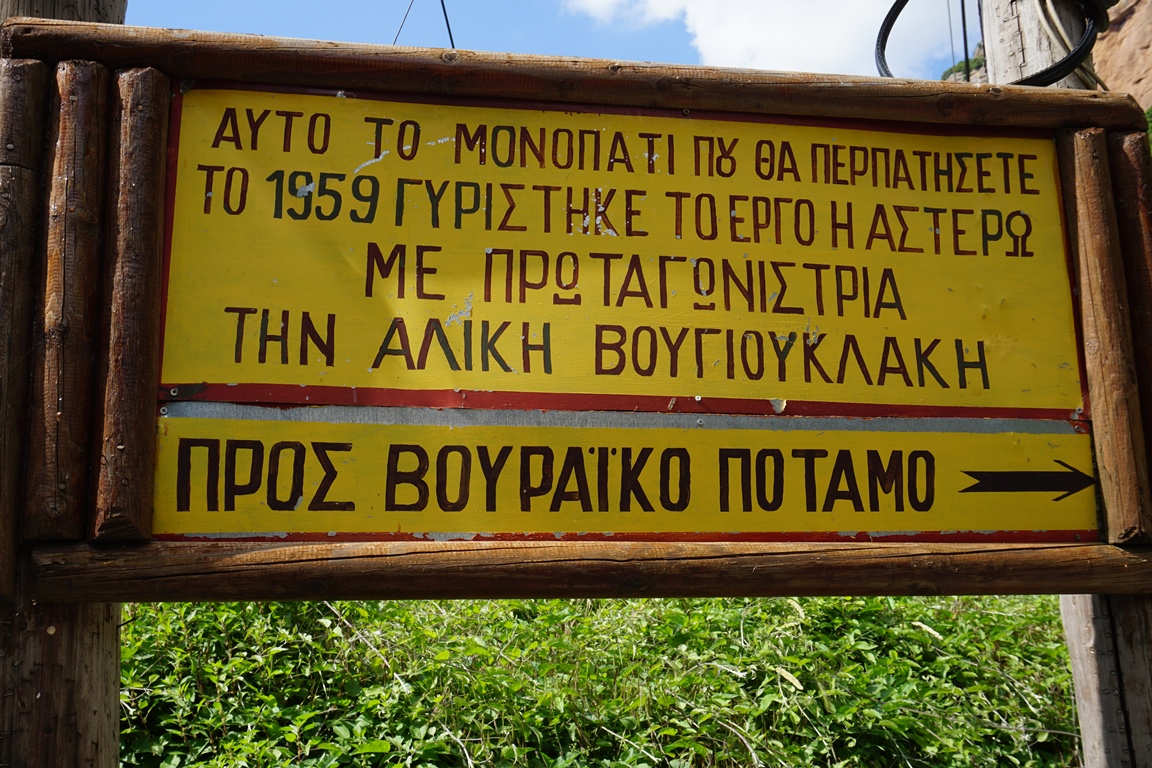 ΑΥΤΟ ΤΟ ΜΟΝΟΠΑΤΙ ΠȢ ΘΑ ΠΕΡΠΑΤΗΣΕΤΕ
ΤΟ 1959 ΓΥΡΙΣΤΗΚΕ ΤΟ ΕΡΓΟ Η ΑΣΤΕΡΩ
ΜΕ ΠΡΩΤΑΓΩΝΙΣΤΡΙΑ
ΤΗΝ ΑΛΙΚΗ ΒΟΥΓΙΟΥΚΛΑΚΗ
ΠΡΟΣ ΒΟΥΡΑΪΚΟ ΠΟΤΑΜΟ